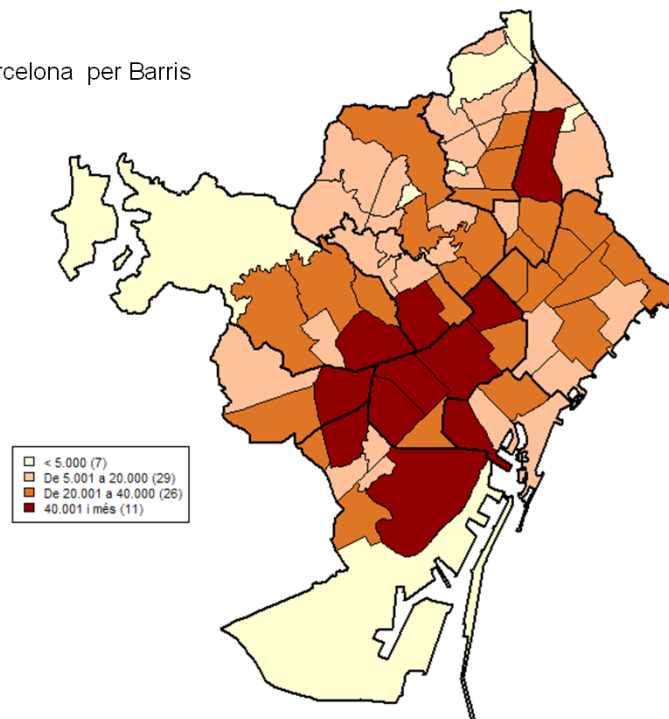 rcelona per Barris
< 5.000 (7)
De 5.001 a 20.000 (29)
De 20.001 a 40.000 (26)
40.001 i més (11)